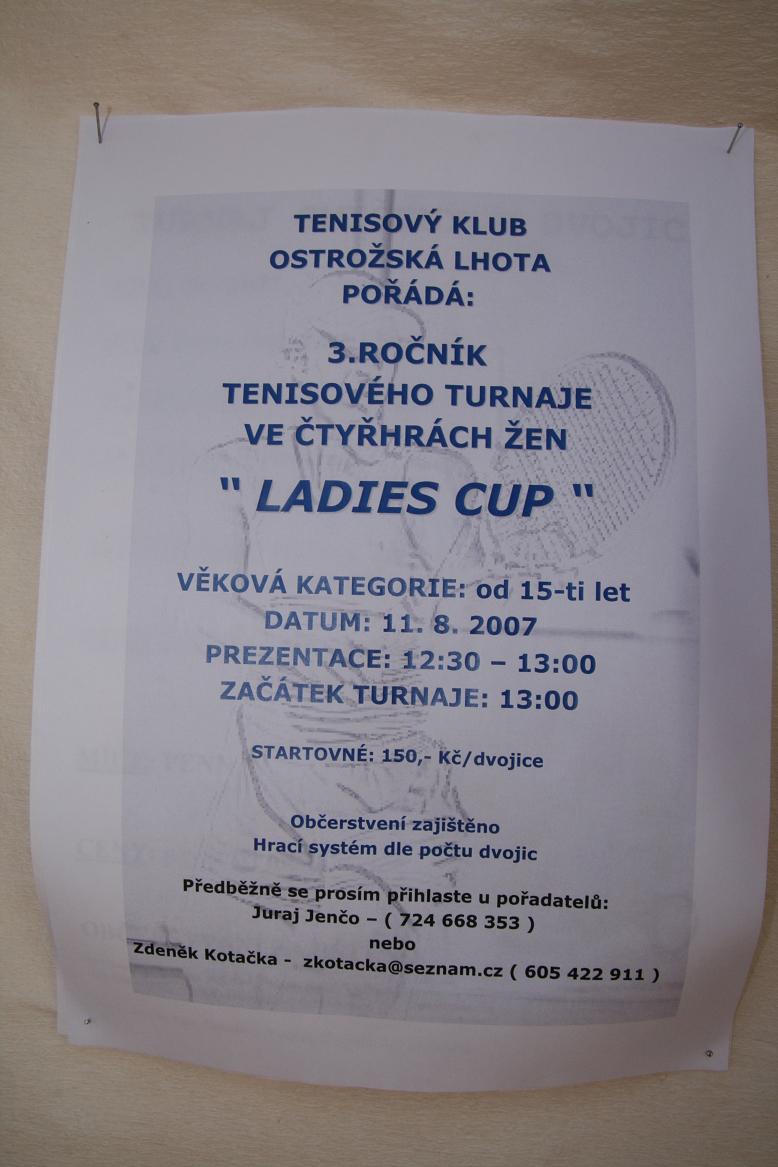 TENISOVÝ KLUB
OSTROŽSKÁ LHOTA
POŘÁDÁ:
3.ROČNÍK
TENISOVÉHO TURNAJE
VE ČTYŘHRÁCH ŽEN
" LADIES CUP "
VĚKOVÁ KATEGORIE: od 15-ti let
DATUM: 11. 8. 2007
PREZENTACE: 12:30 – 13:00
ZAČÁTEK TURNAJE: 13:00
STARTOVNÉ: 150,- Kč/dvojice
Občerstvení zajištěno
Hrací systém dle počtu dvojic
Předběžně se prosím přihlaste u pořadatelů:
Juraj Jenčo – ( 724 668 353 )
nebo
Zdeněk Kotačka - zkotacka@seznam.cz ( 605 422 911 )